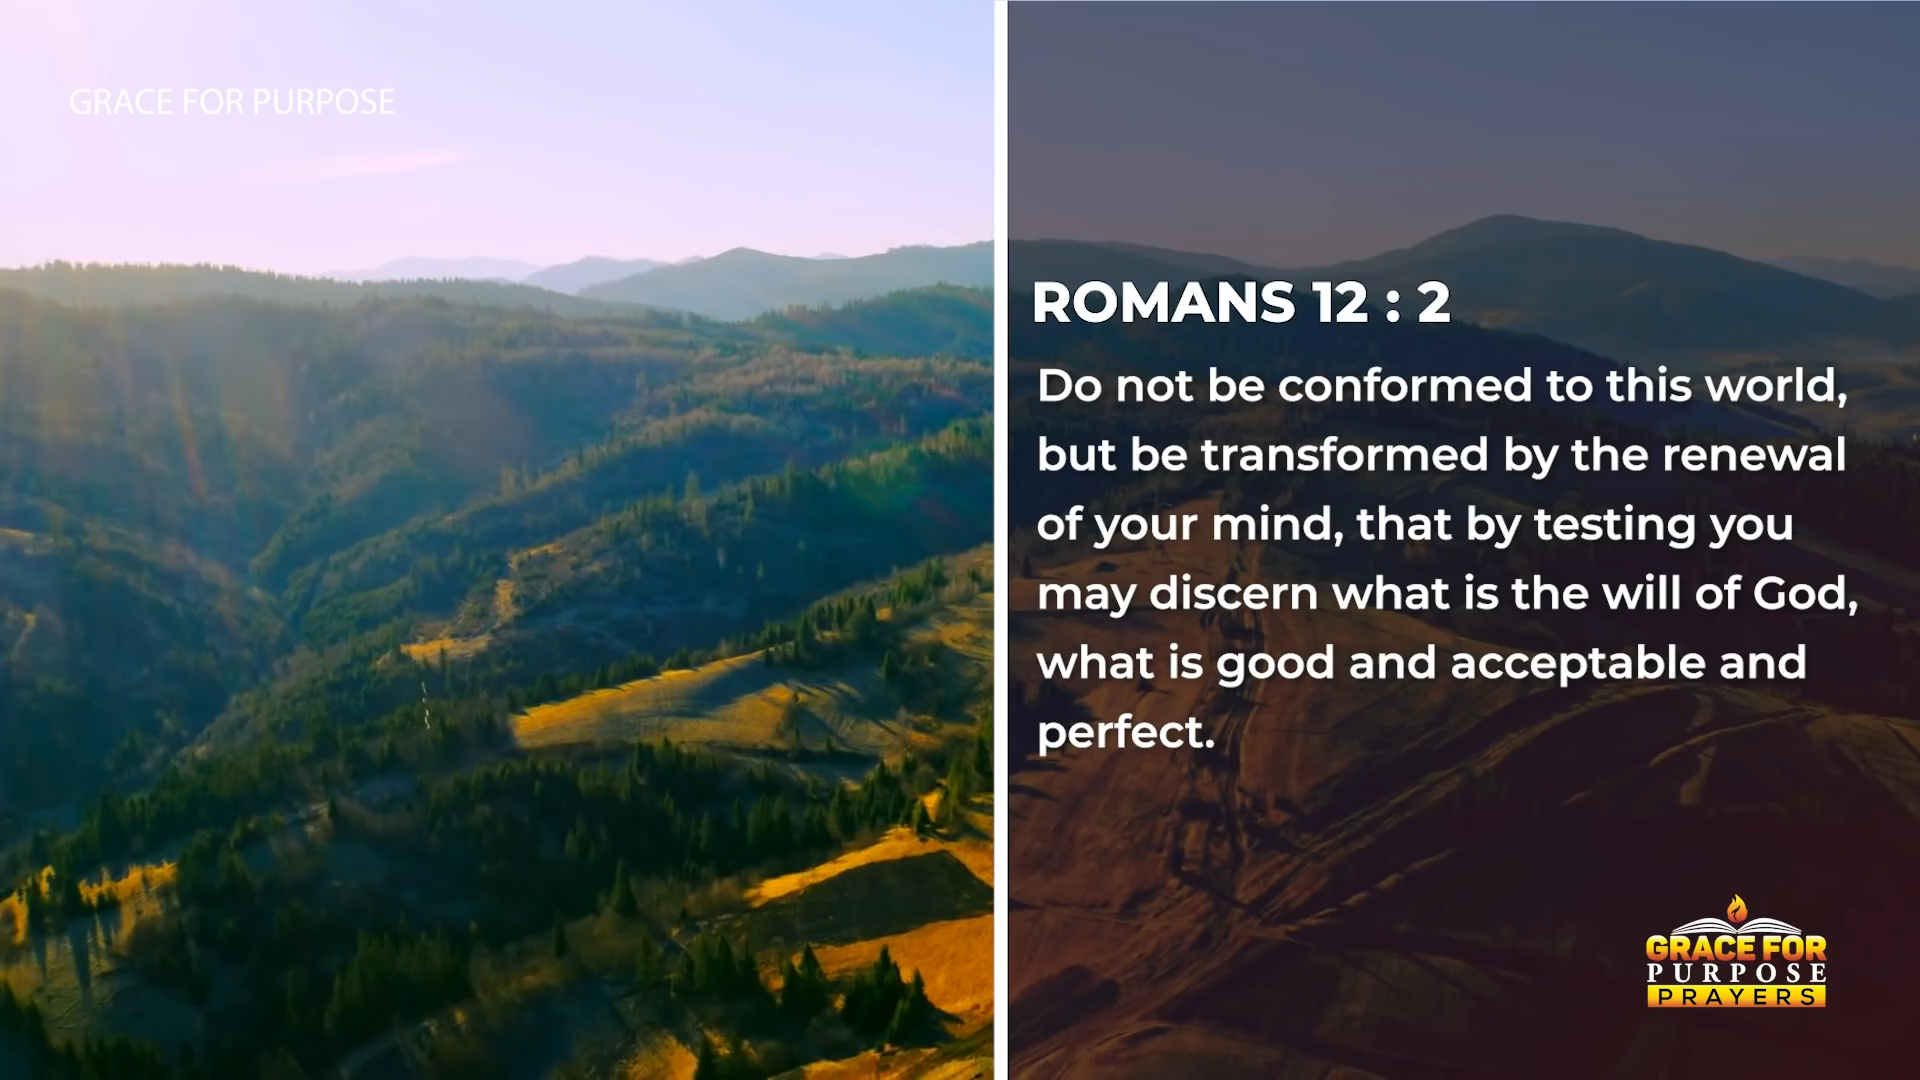 GRACE FOR PURPOSE
ROMANS 12 : 2
Do not be conformed to this world,
but be transformed by the renewal
of your mind, that by testing you
may discern what is the will of God,
what is good and acceptable and
perfect.
GRACE FOR
PURPOSE
PRAYERS